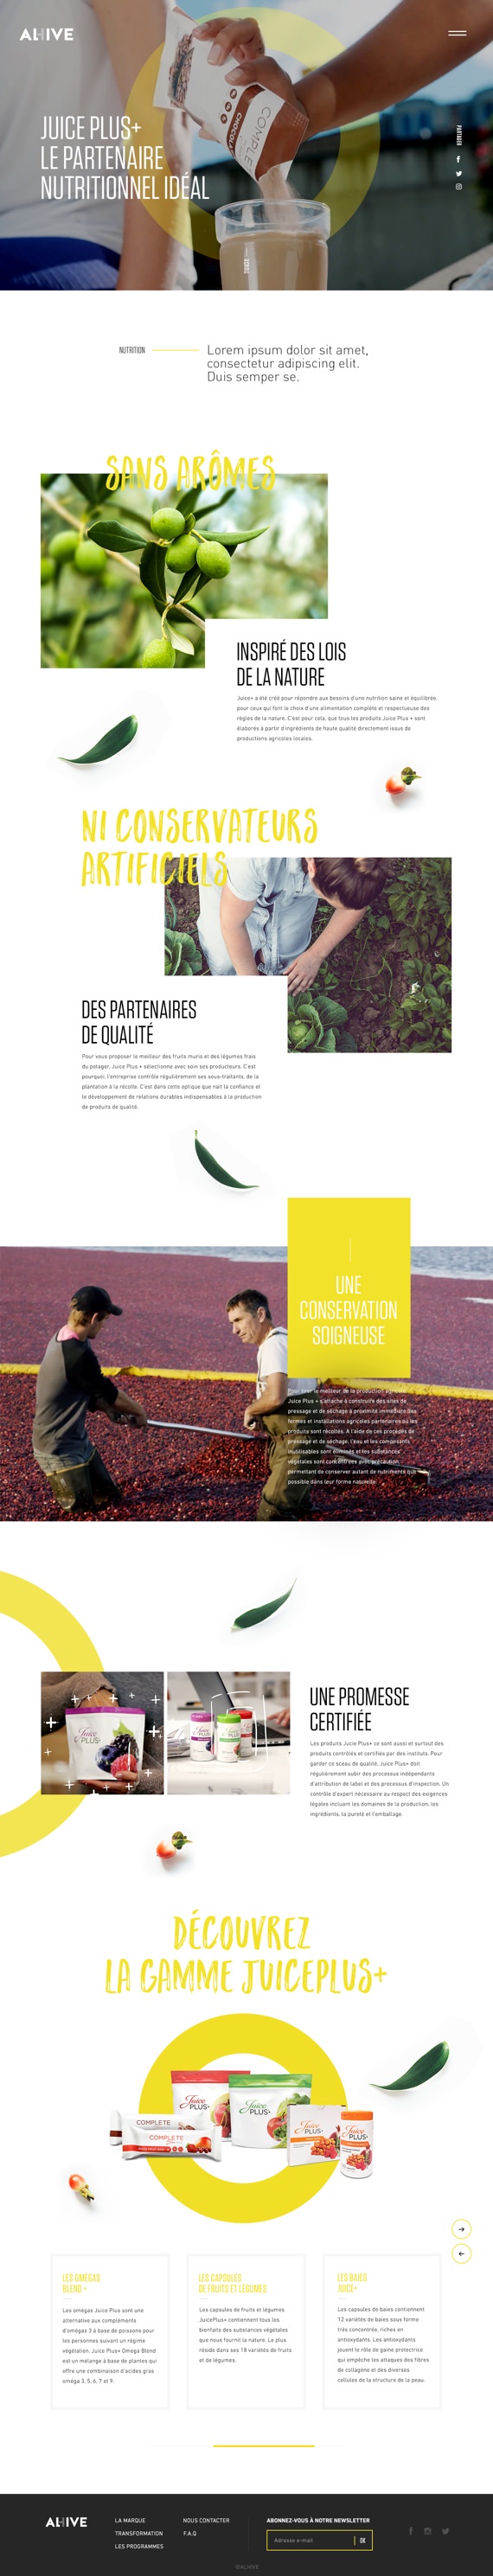 ALIVE
JUICE PLUS+
LE PARTENAIRE
NUTRITIONNEL IDÉAL
PARTAGER
CHOCOLA
COMPLE
NUTRITION
Lorem ipsum dolor sit amet,
consectetur adipiscing elit.
Duis semper se.
SANS ARÔMES
INSPIRÉ DES LOIS
DE LA NATURE
Juice+ a été créé pour répondre aux besoins d'une nutrition saine et équilibrée,
pour ceux qui font le choix d'une alimentation complète et respectueuse des
règles de la nature. C'est pour cela, que tous les produits Juice Plus + sont
élaborés à partir d'ingrédients de haute qualité directement issus de
productions agricoles locales.
NI CONSERVATEURS
ARTIFICIELS
DES PARTENAIRES
DE QUALITÉ
Pour vous proposer le meilleur des fruits muris et des légumes frais
du potager, Juice Plus + sélectionne avec soin ses producteurs. C'est
pourquoi, l'entreprise contrôle régulièrement ses sous-traitants, de la
plantation à la récolte. C'est dans cette optique que nait la confiance et
le développement de relations durables indispensables à la production
de produits de qualité.
UNE
CONSERVATION
SOIGNEUSE
Pour tirer le meilleur de la production agricole,
Juice Plus + s'attache à construire des sites de
pressage et de séchage à proximité immédiate des
fermes et installations agricoles partenaires où les
produits sont récoltés. A l'aide de ces procédés de
pressage et de séchage, l'eau et les composants
inutilisables sont éliminés et les substances
végétales sont concentrées avec précaution,
permettant de conserver autant de nutriments que
possible dans leur forme naturelle.
Juice
PLUS+
UNE PROMESSE
CERTIFIÉE
Les produits Juice Plus+ ce sont aussi et surtout des
produits contrôlés et certifiés par des instituts. Pour
garder ce sceau de qualité, Juice Plus+ doit
régulièrement subir des processus indépendants
d'attribution de label et des processus d'inspection. Un
contrôle d'expert nécessaire au respect des exigences
légales incluant les domaines de la production, les
ingrédients, la pureté et l'emballage.
DÉCOUVREZ
LA GAMME JUICEPLUS+
Juice
PLUS+
Juice
PLUS+
COMPLETE
COMPLETE
Juice
PLUS+
Juice
PLUS+
LES OMÉGAS
BLEND +
Les omégas Juice Plus sont une
alternative aux compléments
d'omégas 3 à base de poissons pour
les personnes suivant un régime
végétalien. Juice Plus+ Omega Blend
est un mélange à base de plantes qui
offre une combinaison d'acides gras
oméga 3, 5, 6, 7 et 9.
LES CAPSULES
DE FRUITS ET LÉGUMES
Les capsules de fruits et légumes
JuicePlus+ contiennent tous les
bienfaits des substances végétales
que nous fournit la nature. Le plus
réside dans ses 18 variétés de fruits
et de légumes.
LES BAIES
JUICE+
Les capsules de baies contiennent
12 variétés de baies sous forme
très concentrée, riches en
antioxydants. Les antioxydants
jouent le rôle de gaine protectrice
qui empêche les attaques des fibres
de collagène et des diverses
cellules de la structure de la peau.
ALIVE
LA MARQUE
TRANSFORMATION
LES PROGRAMMES
NOUS CONTACTER
F.A.Q
ABONNEZ-VOUS À NOTRE NEWSLETTER
Adresse e-mail
OK
©ALHIVE